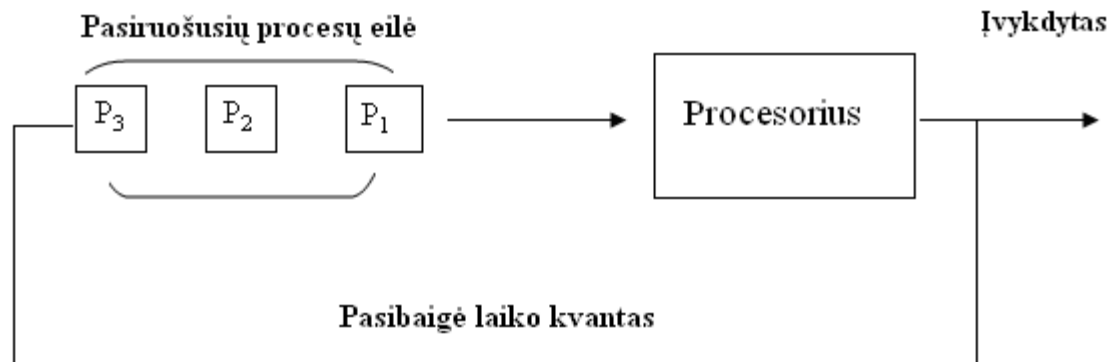 Pasiruošusių procesų eilė
Įvykdytas
P₃ P₂ P₁
Procesorius
Pasibaigė laiko kvantas